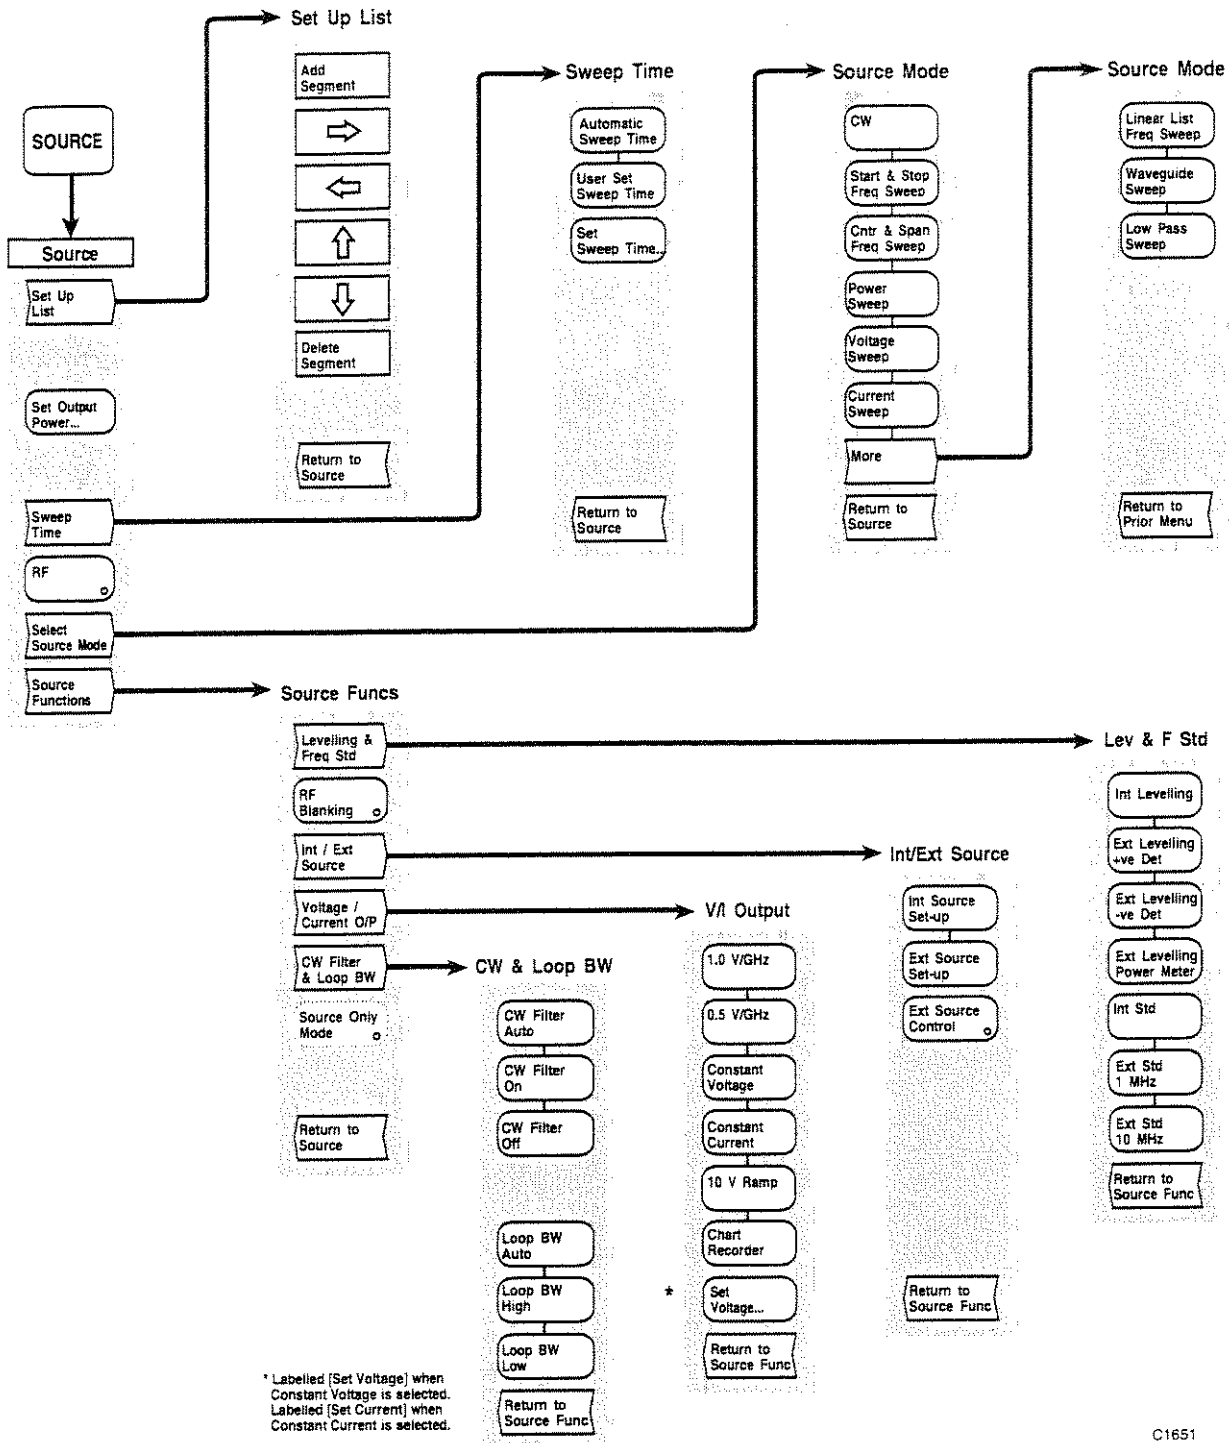 SOURCE
Source
Set Up
List
Set Output
Power...
Sweep
Time
RF
Select
Source Mode
Source
Functions
Set Up List
Add
Segment
Delete
Segment
Return to
Source
Sweep Time
Automatic
Sweep Time
User Set
Sweep Time
Set
Sweep Time...
Return to
Source
Source Mode
CW
Start & Stop
Freq Sweep
Cntr & Span
Freq Sweep
Power
Sweep
Voltage
Sweep
Current
Sweep
More
Return to
Source
Source Mode
Linear List
Freq Sweep
Waveguide
Sweep
Low Pass
Sweep
Return to
Prior Menu
Source Funcs
Levelling &
Freq Std
RF
Blanking
Int / Ext
Source
Voltage /
Current O/P
CW Filter
& Loop BW
Source Only
Mode
Return to
Source
CW & Loop BW
CW Filter
Auto
CW Filter
On
CW Filter
Off
Loop BW
Auto
Loop BW
High
Loop BW
Low
Return to
Source Func
V/I Output
1.0 V/GHz
0.5 V/GHz
Constant
Voltage
Constant
Current
10 V Ramp
Chart
Recorder
*
Set
Voltage...
Return to
Source Func
Int/Ext Source
Int Source
Set-up
Ext Source
Set-up
Ext Source
Control
Return to
Source Func
Lev & F Std
Int Levelling
Ext Levelling
+ve Det
Ext Levelling
-ve Det
Ext Levelling
Power Meter
Int Std
Ext Std
1 MHz
Ext Std
10 MHz
Return to
Source Func
* Labelled [Set Voltage] when
Constant Voltage is selected.
Labelled [Set Current] when
Constant Current is selected.
C1651